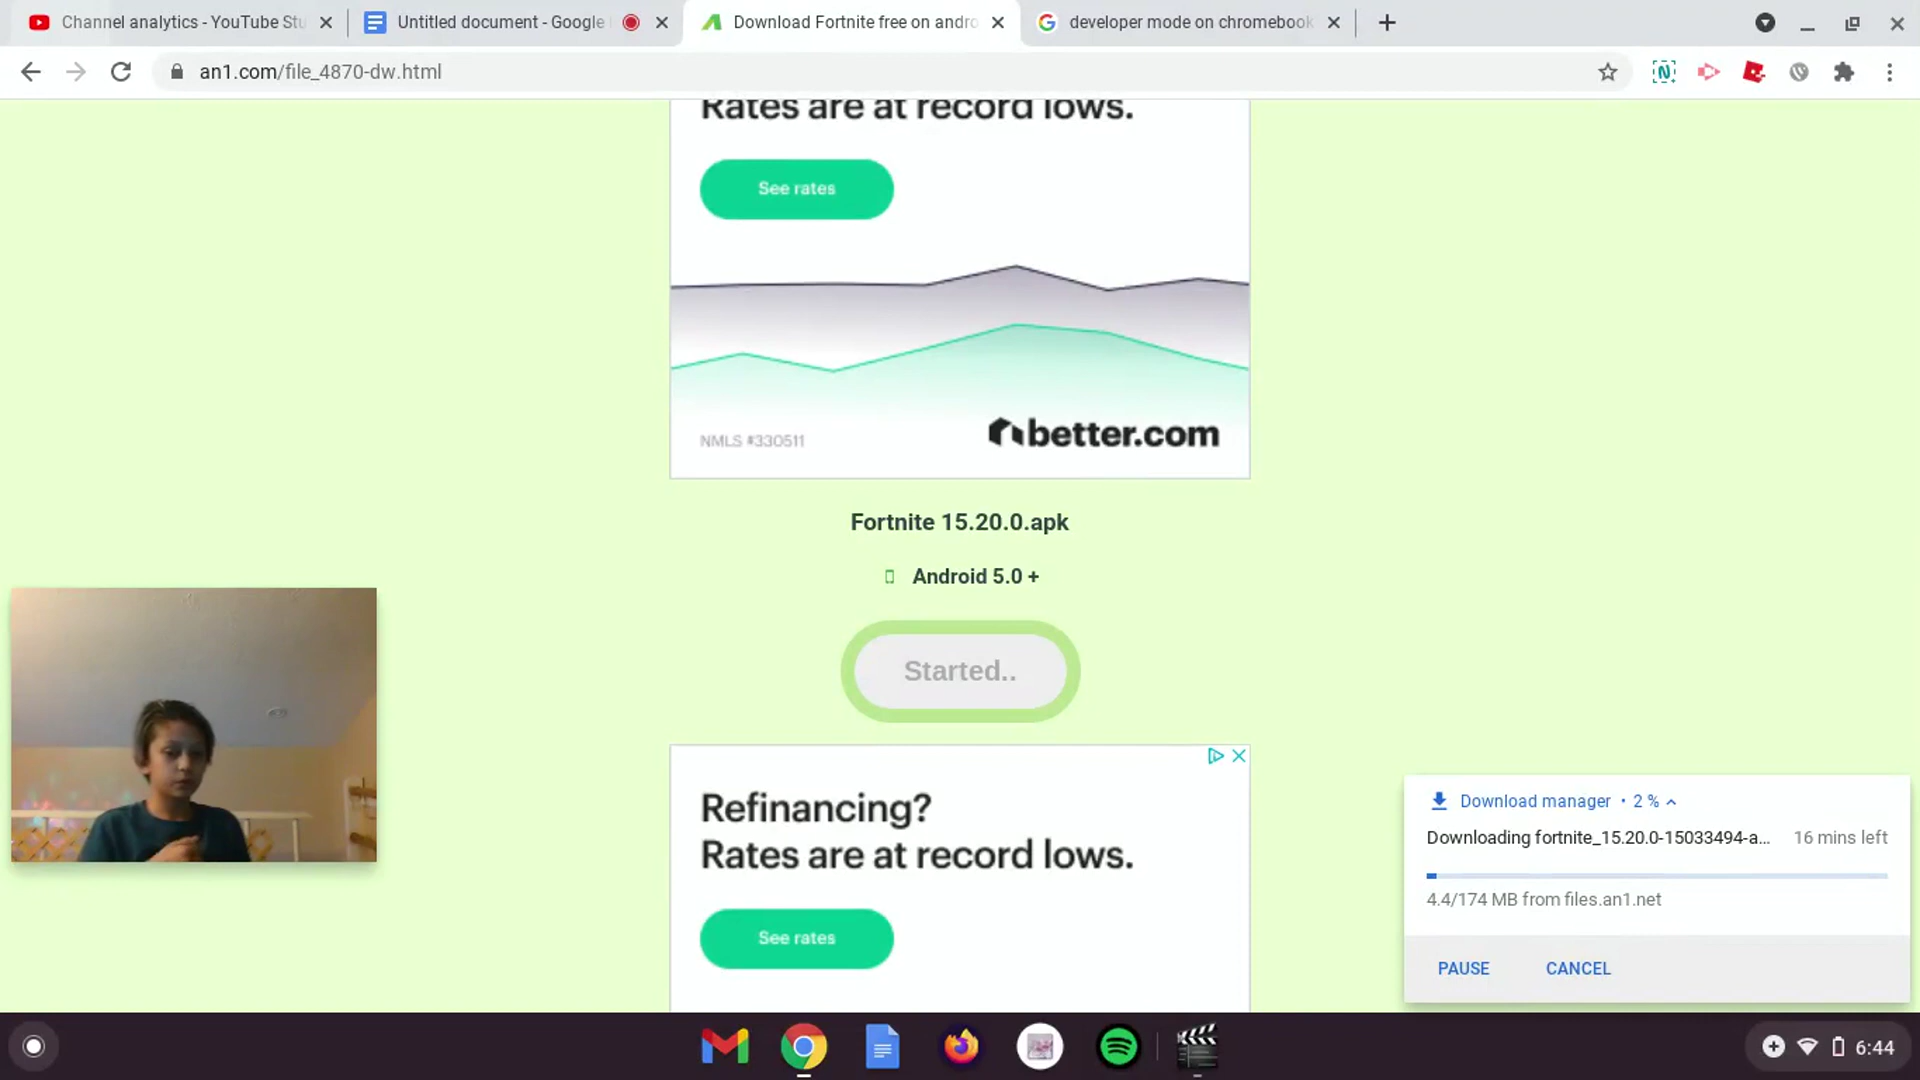 Channel analytics - YouTube Stu
Untitled document - Google
Download Fortnite free on andro
developer mode on chromebook
an1.com/file_4870-dw.html
Rates are at record lows.
See rates
NMLS #330511
better.com
Fortnite 15.20.0.apk
Android 5.0 +
Started..
Refinancing?
Rates are at record lows.
See rates
Download manager • 2 %
Downloading fortnite_15.20.0-15033494-a... 16 mins left
4.4/174 MB from files.an1.net
PAUSE CANCEL
6:44